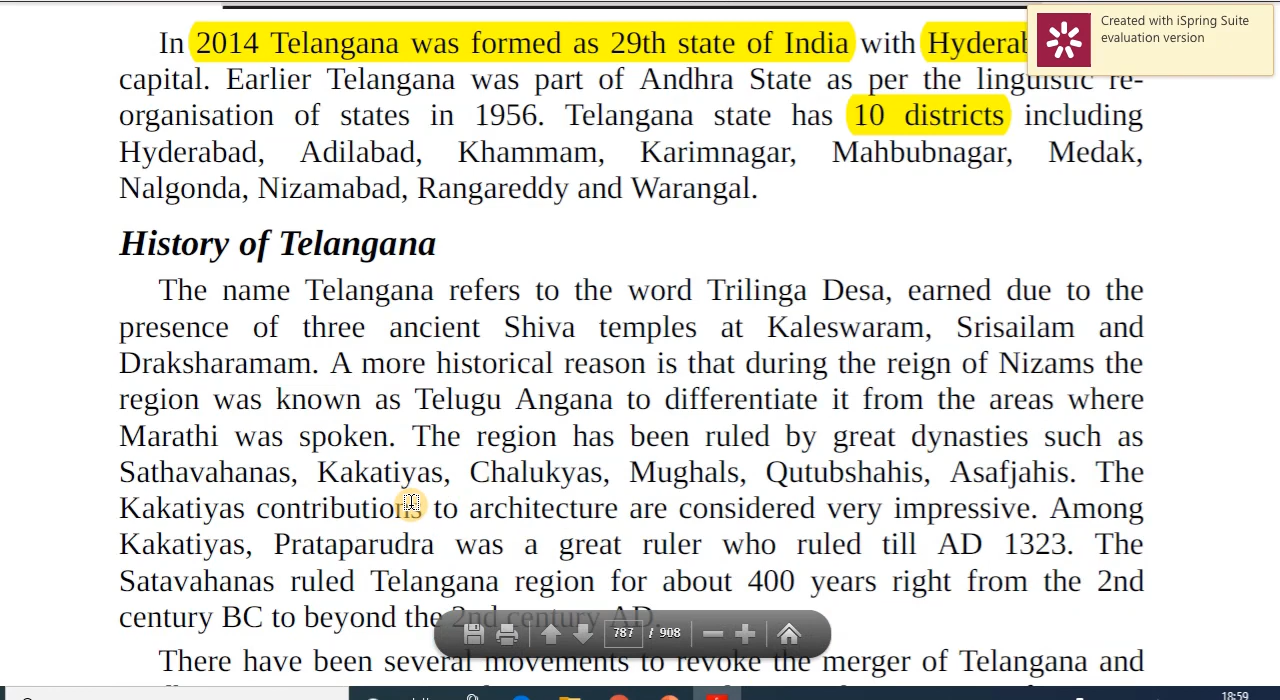 In 2014 Telangana was formed as 29th state of India with Hyderab
Created with iSpring Suite
evaluation version
capital. Earlier Telangana was part of Andhra State as per the linguistic re-
organisation of states in 1956. Telangana state has 10 districts including
Hyderabad, Adilabad, Khammam, Karimnagar, Mahbubnagar, Medak,
Nalgonda, Nizamabad, Rangareddy and Warangal.
History of Telangana
The name Telangana refers to the word Trilinga Desa, earned due to the
presence of three ancient Shiva temples at Kaleswaram, Srisailam and
Draksharamam. A more historical reason is that during the reign of Nizams the
region was known as Telugu Angana to differentiate it from the areas where
Marathi was spoken. The region has been ruled by great dynasties such as
Sathavahanas, Kakatiyas, Chalukyas, Mughals, Qutubshahis, Asafjahis. The
Kakatiyas contributions to architecture are considered very impressive. Among
Kakatiyas, Prataparudra was a great ruler who ruled till AD 1323. The
Satavahanas ruled Telangana region for about 400 years right from the 2nd
century BC to beyond the 2nd century AD.
787 / 908
There have been several movements to revoke the merger of Telangana and
18:59